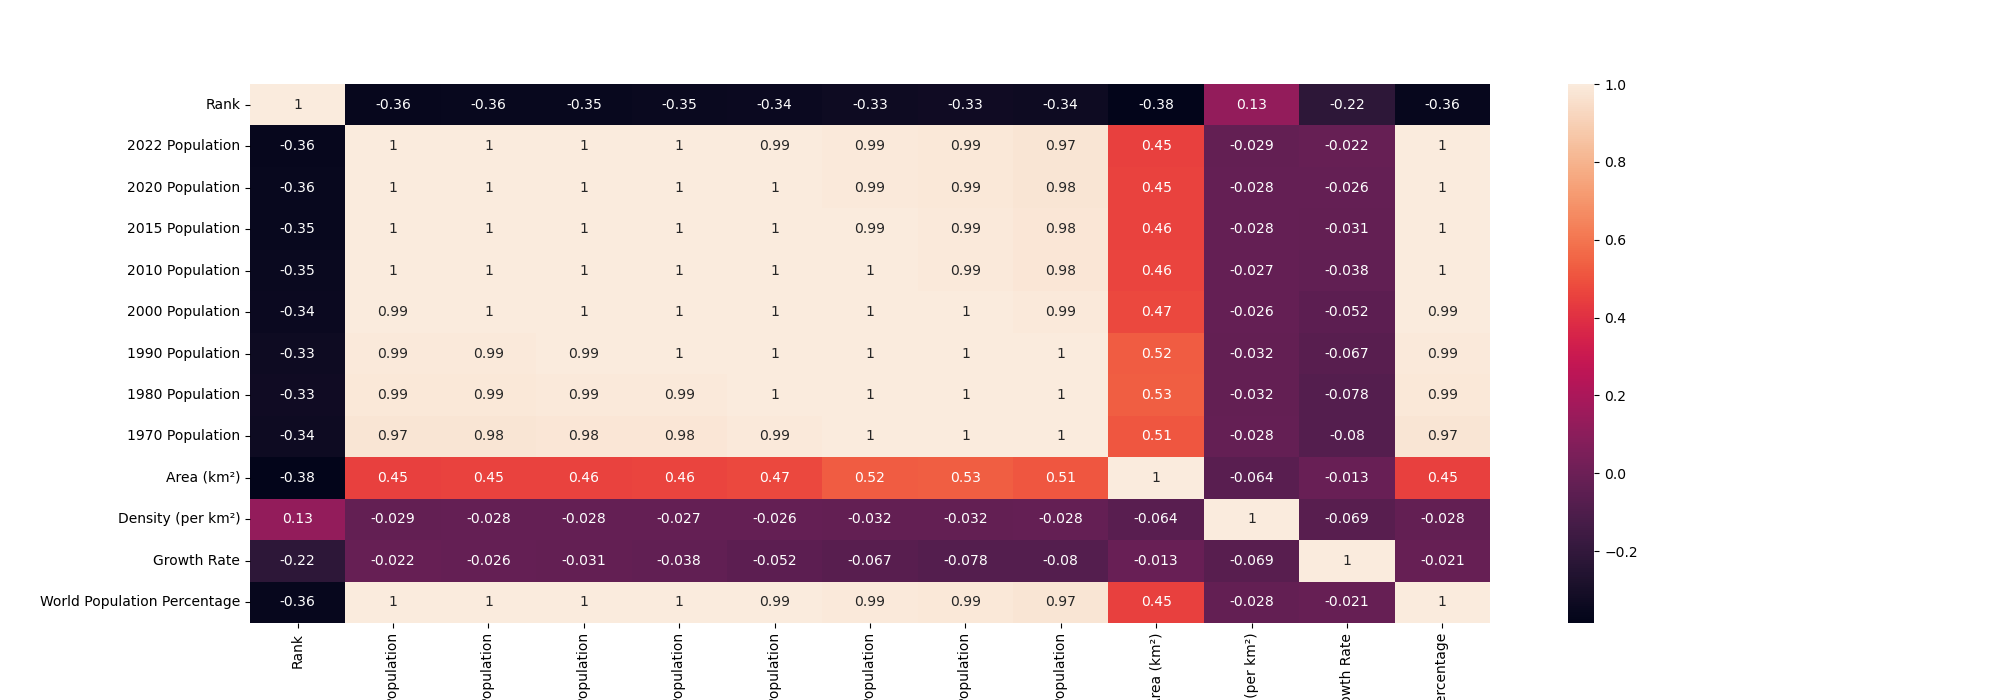 Rank 1 -0.36 -0.36 -0.35 -0.35 -0.34 -0.33 -0.33 -0.34 -0.38 0.13 -0.22 -0.36
2022 Population -0.36 1 1 1 1 0.99 0.99 0.99 0.97 0.45 -0.029 -0.022 1
2020 Population -0.36 1 1 1 1 1 0.99 0.99 0.98 0.45 -0.028 -0.026 1
2015 Population -0.35 1 1 1 1 1 0.99 0.99 0.98 0.46 -0.028 -0.031 1
2010 Population -0.35 1 1 1 1 1 1 0.99 0.98 0.46 -0.027 -0.038 1
2000 Population -0.34 0.99 1 1 1 1 1 1 0.99 0.47 -0.026 -0.052 0.99
1990 Population -0.33 0.99 0.99 0.99 1 1 1 1 1 0.52 -0.032 -0.067 0.99
1980 Population -0.33 0.99 0.99 0.99 0.99 1 1 1 1 0.53 -0.032 -0.078 0.99
1970 Population -0.34 0.97 0.98 0.98 0.98 0.99 1 1 1 0.51 -0.028 -0.08 0.97
Area (km²) -0.38 0.45 0.45 0.46 0.46 0.47 0.52 0.53 0.51 1 -0.064 -0.013 0.45
Density (per km²) 0.13 -0.029 -0.028 -0.028 -0.027 -0.026 -0.032 -0.032 -0.028 -0.064 1 -0.069 -0.028
Growth Rate -0.22 -0.022 -0.026 -0.031 -0.038 -0.052 -0.067 -0.078 -0.08 -0.013 -0.069 1 -0.021
World Population Percentage -0.36 1 1 1 1 0.99 0.99 0.99 0.97 0.45 -0.028 -0.021 1
Rank
(per km²)
Rate
1.0
0.8
0.6
0.4
0.2
0.0
−0.2